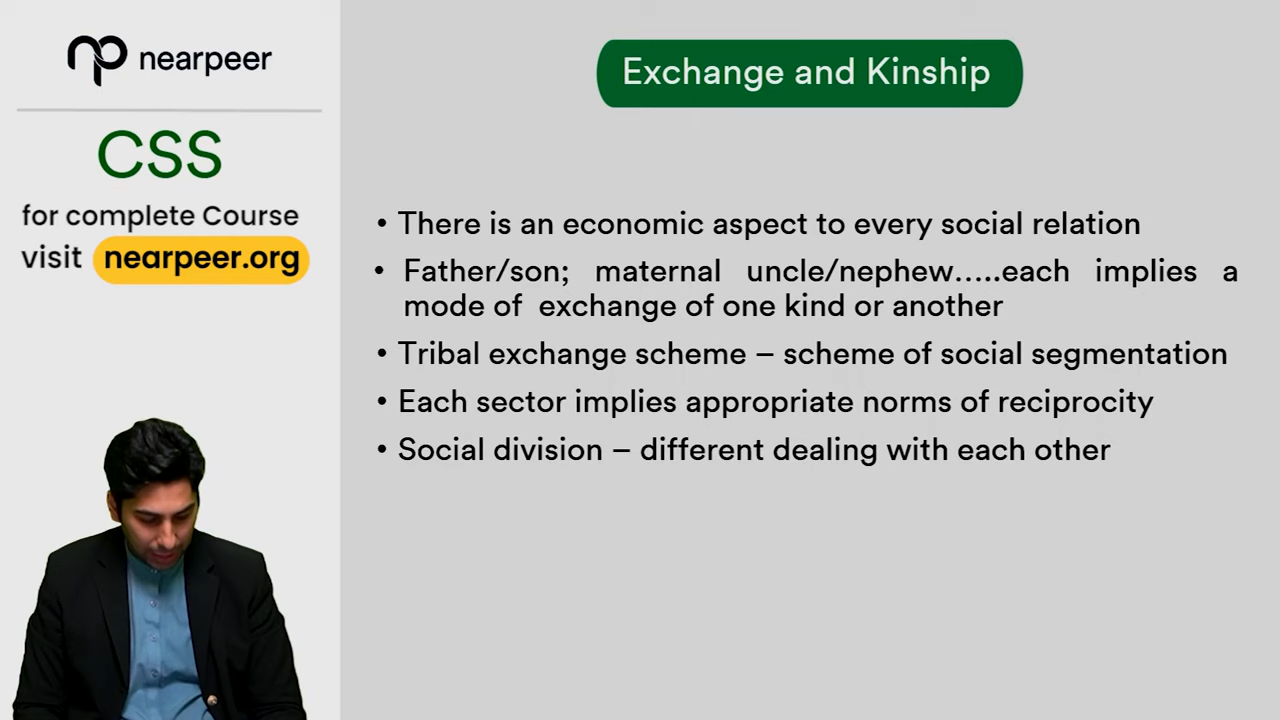 nearpeer
CSS
for complete Course
visit nearpeer.org
Exchange and Kinship
• There is an economic aspect to every social relation
• Father/son; maternal uncle/nephew…..each implies a
mode of exchange of one kind or another
• Tribal exchange scheme – scheme of social segmentation
• Each sector implies appropriate norms of reciprocity
• Social division – different dealing with each other